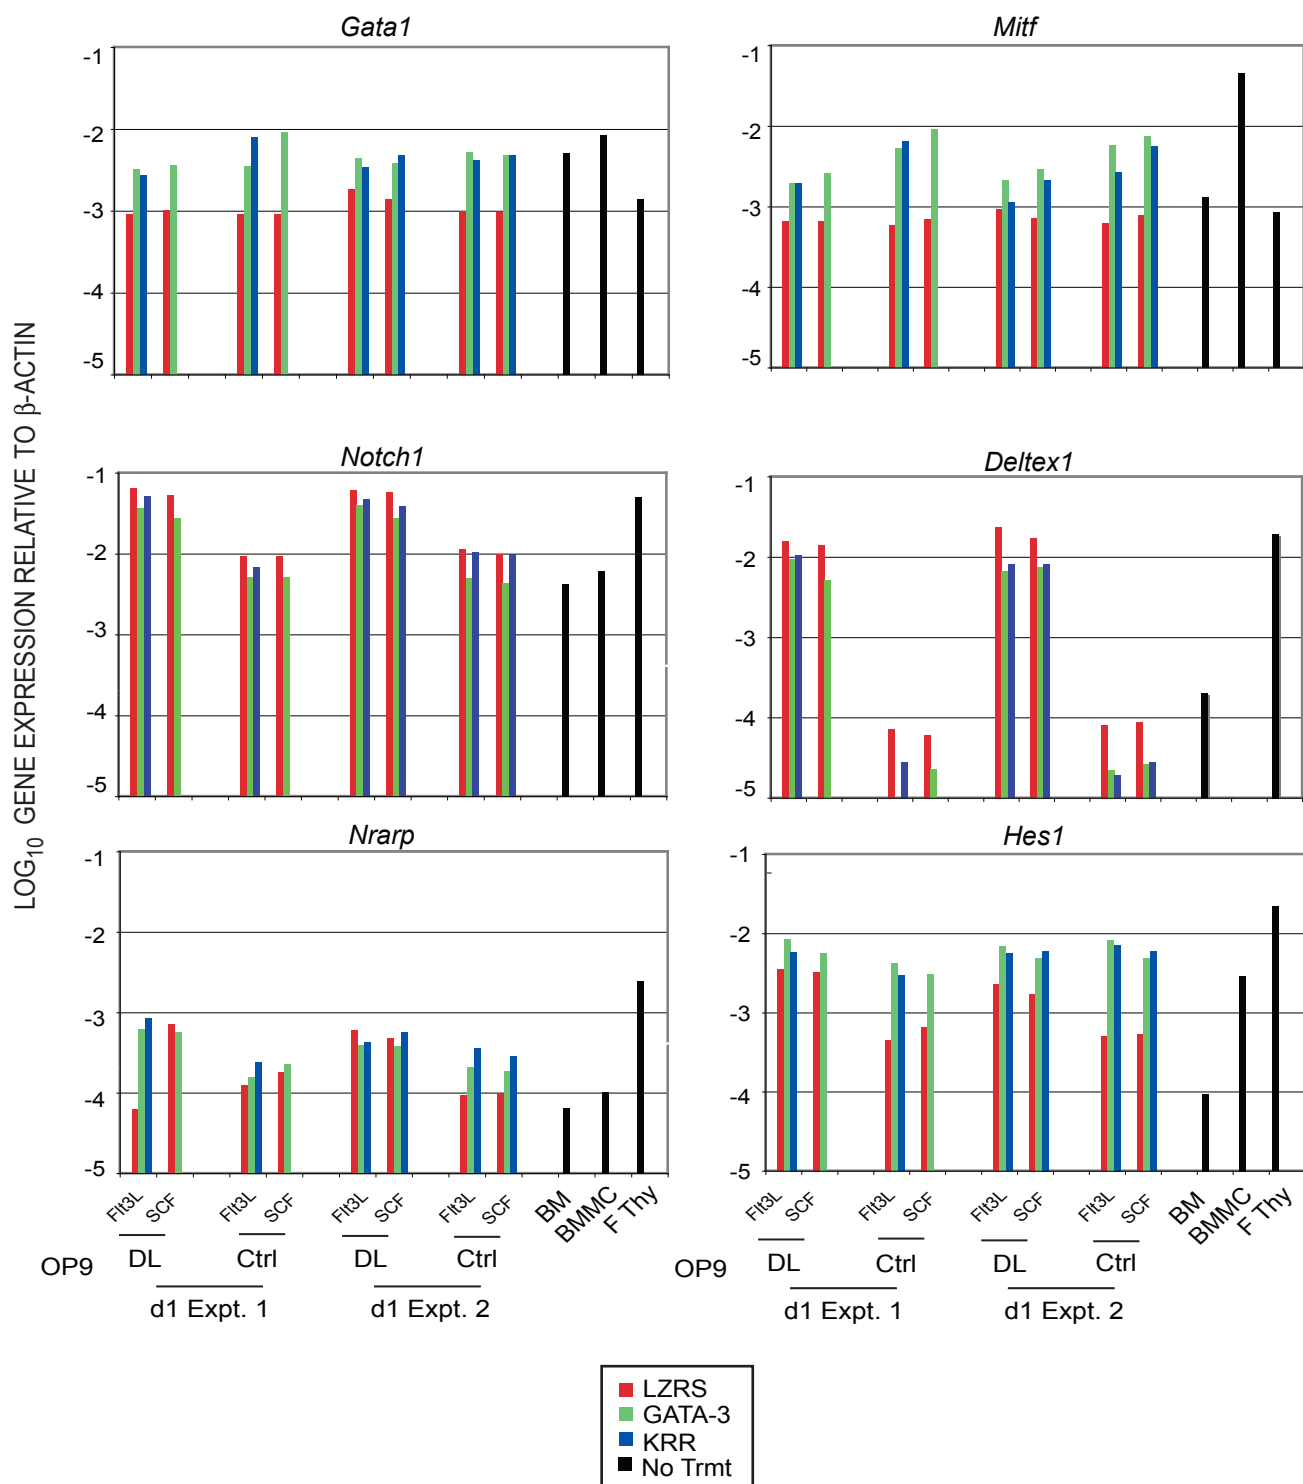 Gata1
Mitf
-1
-2
-3
-4
-5
-1
-2
-3
-4
-5
LOG10 GENE EXPRESSION RELATIVE TO β-ACTIN
Notch1
Deltex1
-1
-2
-3
-4
-5
-1
-2
-3
-4
-5
Nrarp
Hes1
-1
-2
-3
-4
-5
-1
-2
-3
-4
-5
Flt3L SCF Flt3L SCF Flt3L SCF Flt3L SCF BM BMMC F Thy
OP9 DL Ctrl DL Ctrl
d1 Expt. 1 d1 Expt. 2
Flt3L SCF Flt3L SCF Flt3L SCF Flt3L SCF BM BMMC F Thy
OP9 DL Ctrl DL Ctrl
d1 Expt. 1 d1 Expt. 2
LZRS
GATA-3
KRR
No Trmt